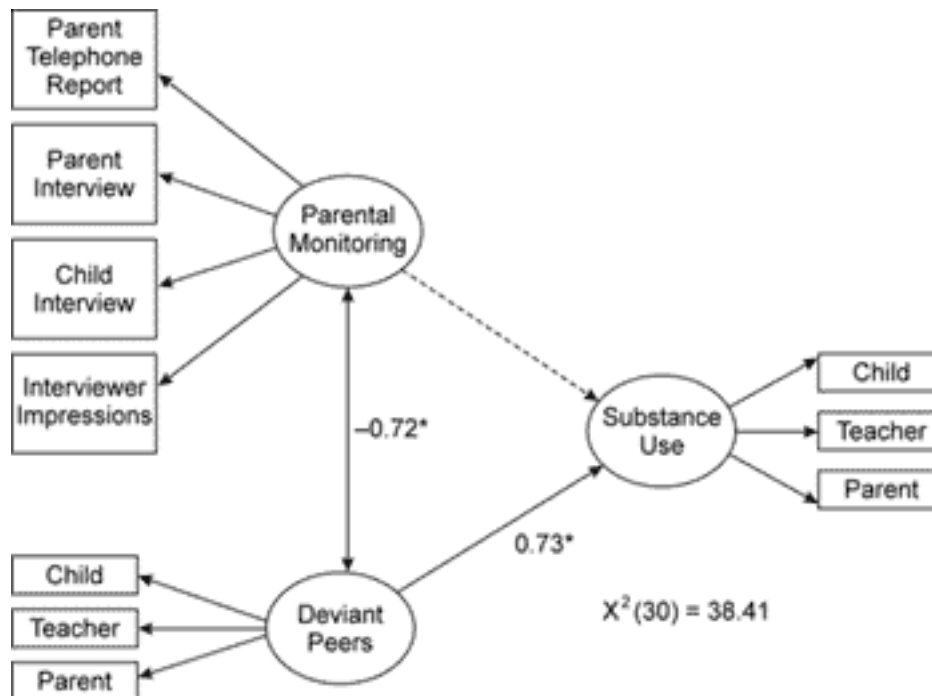 Parent
Telephone
Report
Parent
Interview
Child
Interview
Interviewer
Impressions
Parental
Monitoring
–0.72*
Substance
Use
Child
Teacher
Parent
0.73*
Child
Teacher
Parent
Deviant
Peers
X²(30) = 38.41